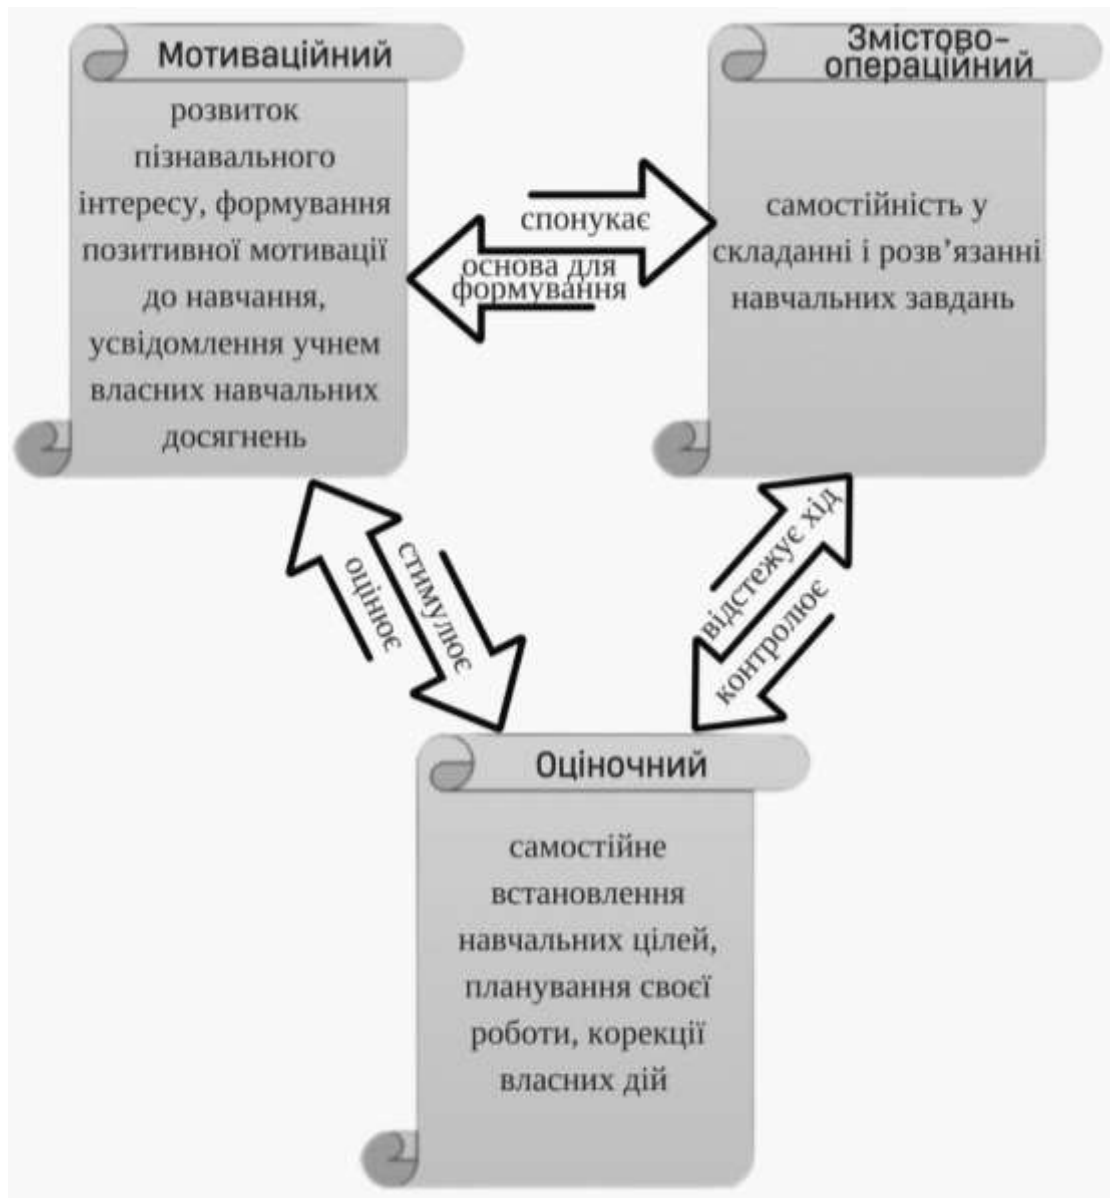 Мотиваційний
розвиток
пізнавального
інтересу, формування
позитивної мотивації
до навчання,
усвідомлення учнем
власних навчальних
досягнень
спонукає
основа для
формування
Змістово-
операційний
самостійність у
складанні і розв’язанні
навчальних завдань
оцінює
стимулює
відстежує хід
контролює
Оціночний
самостійне
встановлення
навчальних цілей,
планування своєї
роботи, корекції
власних дій